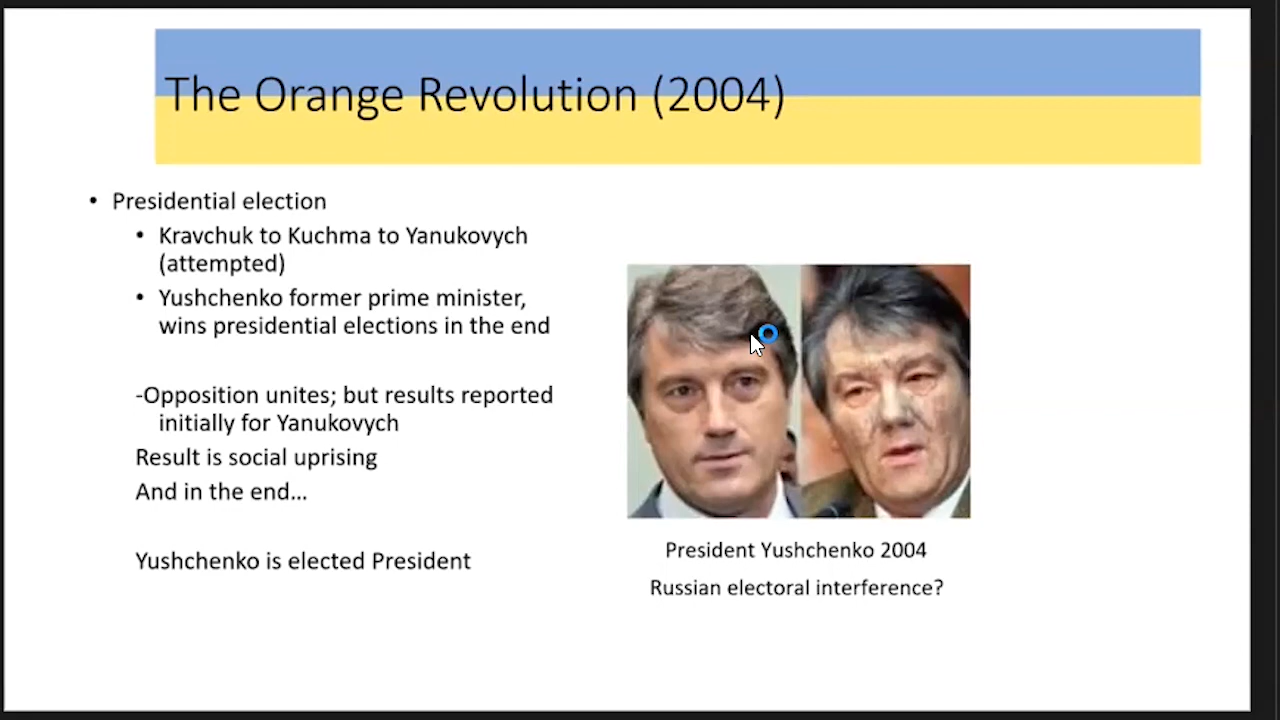 The Orange Revolution (2004)
• Presidential election
• Kravchuk to Kuchma to Yanukovych
(attempted)
• Yushchenko former prime minister,
wins presidential elections in the end
-Opposition unites; but results reported
initially for Yanukovych
Result is social uprising
And in the end…
Yushchenko is elected President
President Yushchenko 2004
Russian electoral interference?